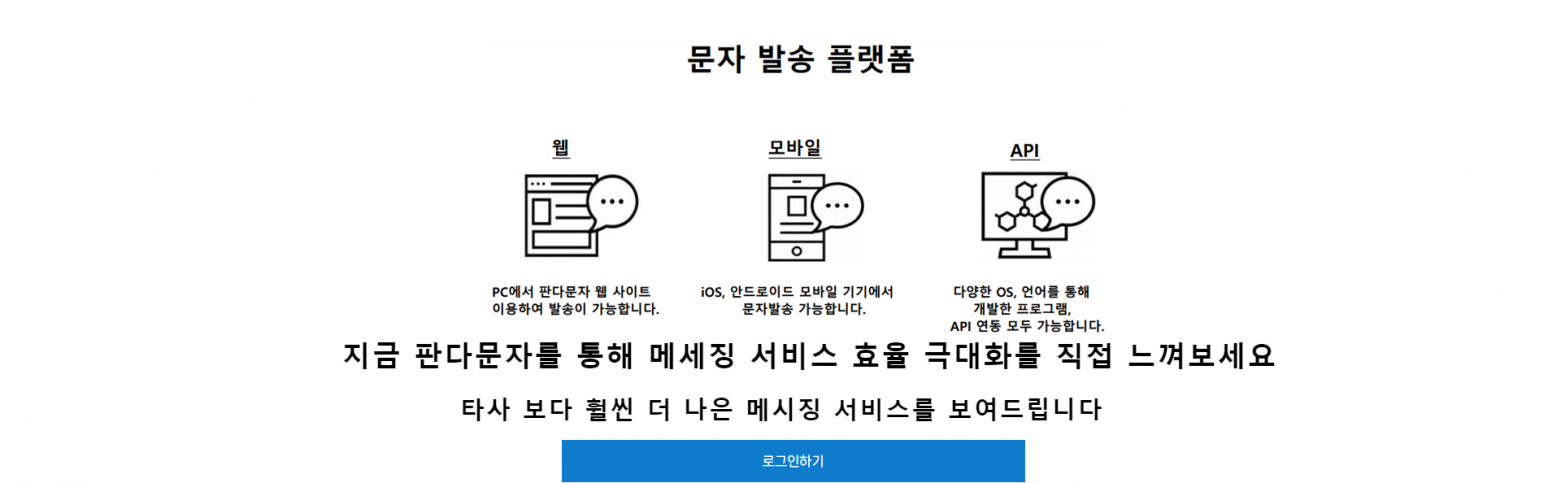 문자 발송 플랫폼
웹
PC에서 판다문자 웹 사이트
이용하여 발송이 가능합니다.
모바일
iOS, 안드로이드 모바일 기기에서
문자발송 가능합니다.
API
다양한 OS, 언어를 통해
개발한 프로그램,
API 연동 모두 가능합니다.
지금 판다문자를 통해 메세징 서비스 효율 극대화를 직접 느껴보세요
타사 보다 훨씬 더 나은 메시징 서비스를 보여드립니다
로그인하기